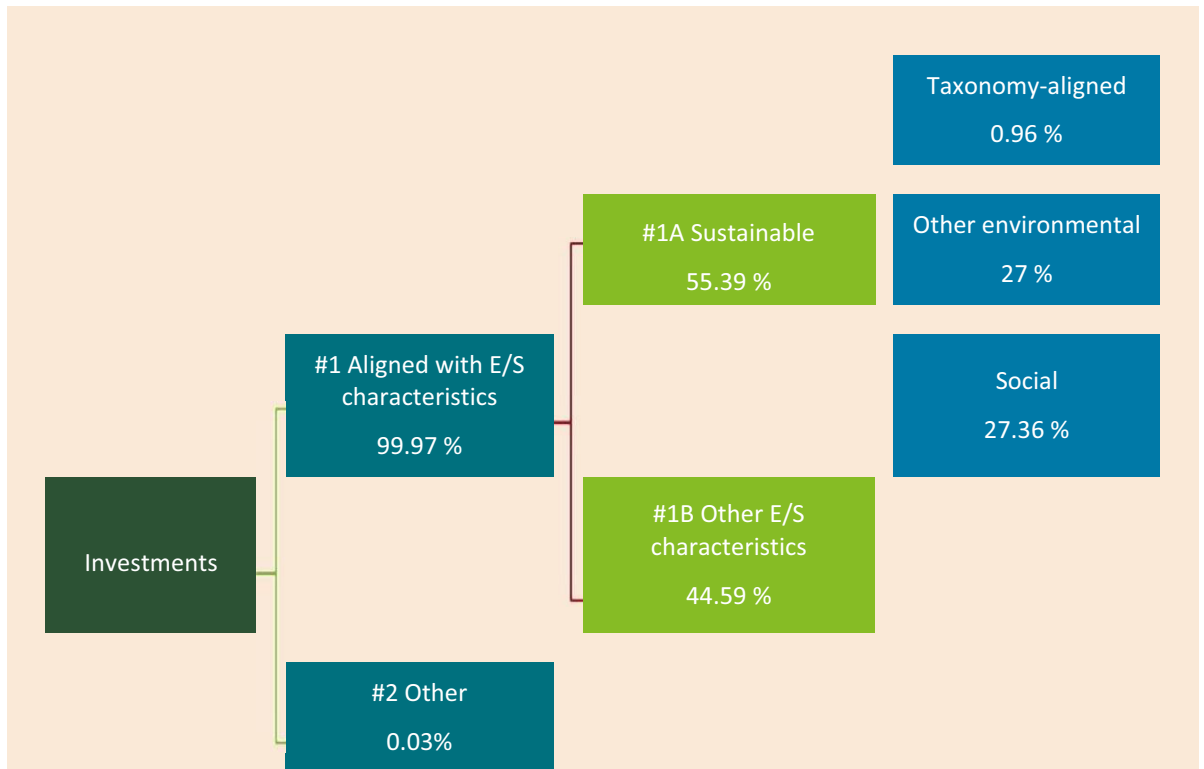 Taxonomy-aligned
0.96 %
#1A Sustainable
55.39 %
Other environmental
27 %
#1 Aligned with E/S
characteristics
99.97 %
Social
27.36 %
Investments
#1B Other E/S
characteristics
44.59 %
#2 Other
0.03%